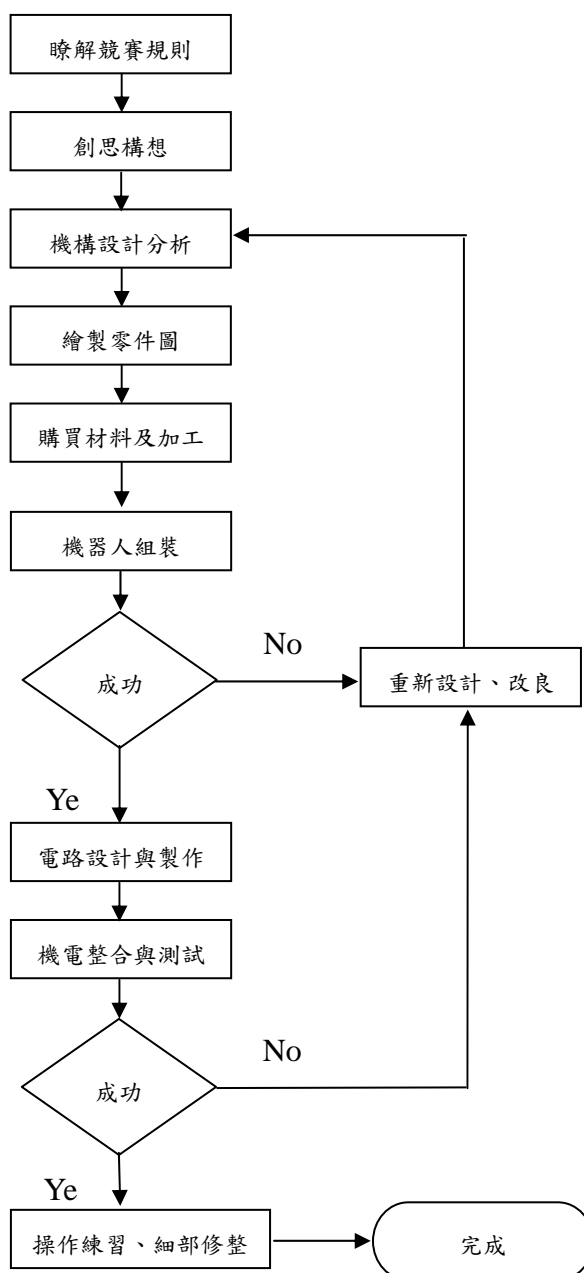 瞭解競賽規則
創思構想
機構設計分析
繪製零件圖
購買材料及加工
機器人組裝
成功
No
重新設計、改良
Ye
電路設計與製作
機電整合與測試
成功
No
Ye
操作練習、細部修整
完成